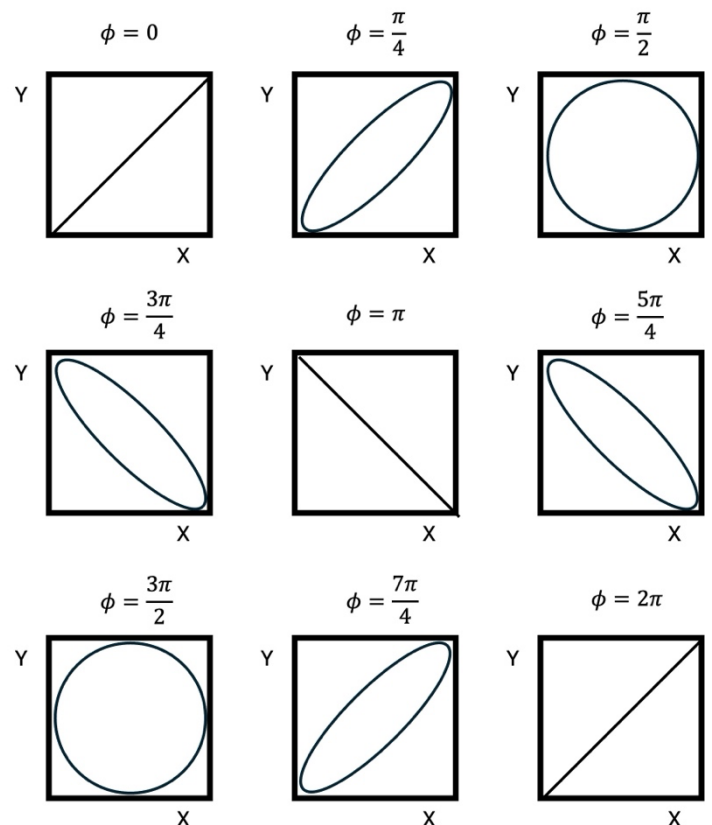 ϕ = 0
ϕ = π/4
ϕ = π/2
Y
Y
Y
X
X
X
ϕ = 3π/4
ϕ = π
ϕ = 5π/4
Y
Y
Y
X
X
X
ϕ = 3π/2
ϕ = 7π/4
ϕ = 2π
Y
Y
Y
X
X
X